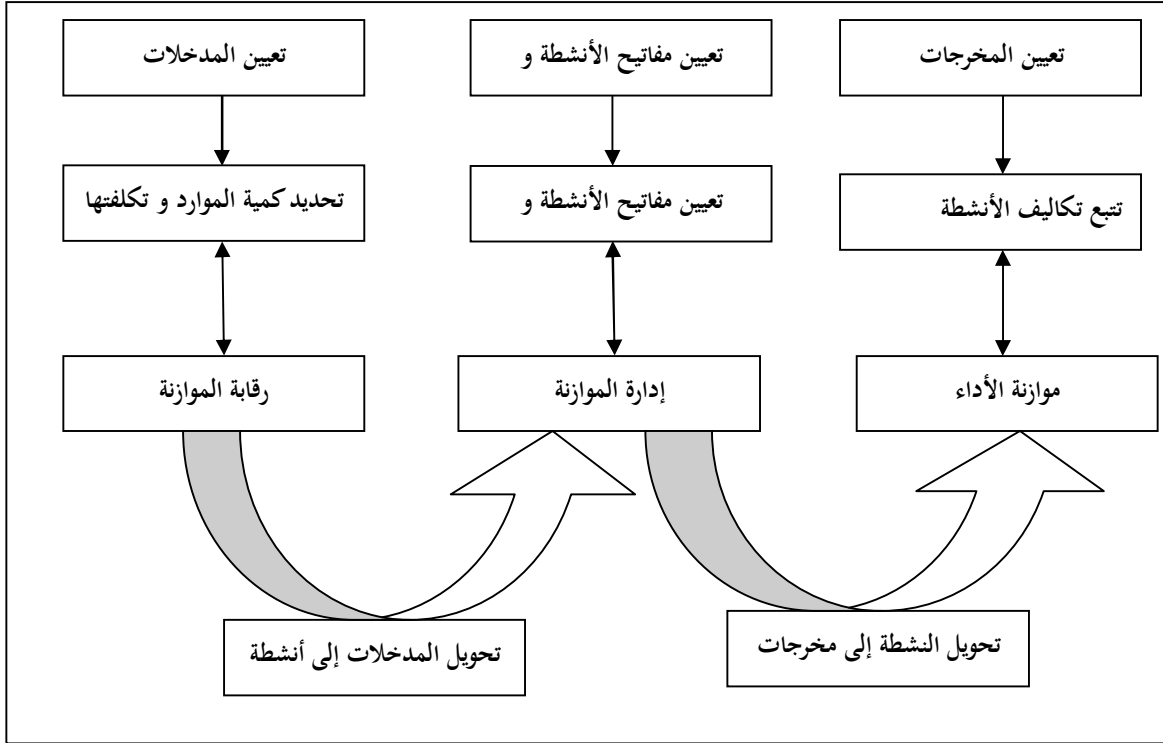 تعيين المخرجات
تعيين مفاتيح الأنشطة و
تعيين المدخلات
تتبع تكاليف الأنشطة
تعيين مفاتيح الأنشطة و
تحديد كمية الموارد و تكلفتها
موازنة الأداء
إدارة الموازنة
رقابة الموازنة
تحويل النشطة إلى مخرجات
تحويل المدخلات إلى أنشطة